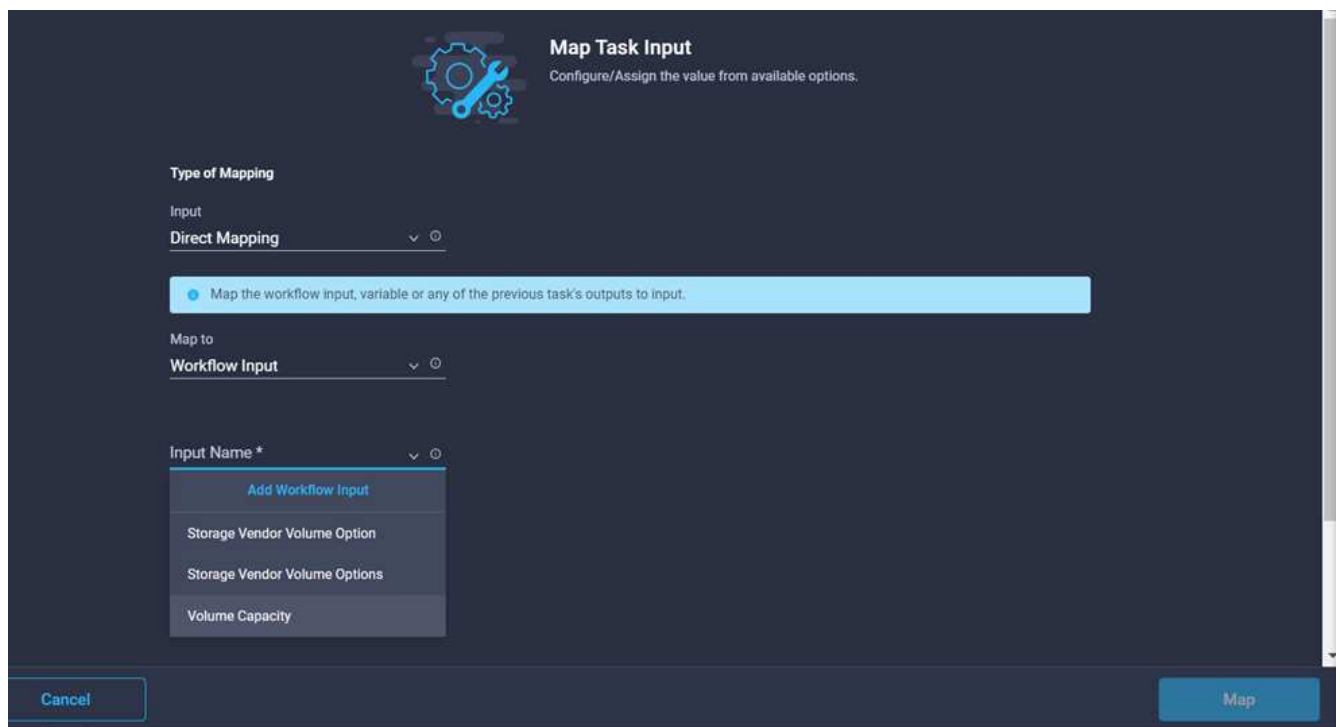 Map Task Input
Configure/Assign the value from available options.
Type of Mapping
Input
Direct Mapping
Map the workflow input, variable or any of the previous task's outputs to input.
Map to
Workflow Input
Input Name *
Add Workflow Input
Storage Vendor Volume Option
Storage Vendor Volume Options
Volume Capacity
Cancel
Map